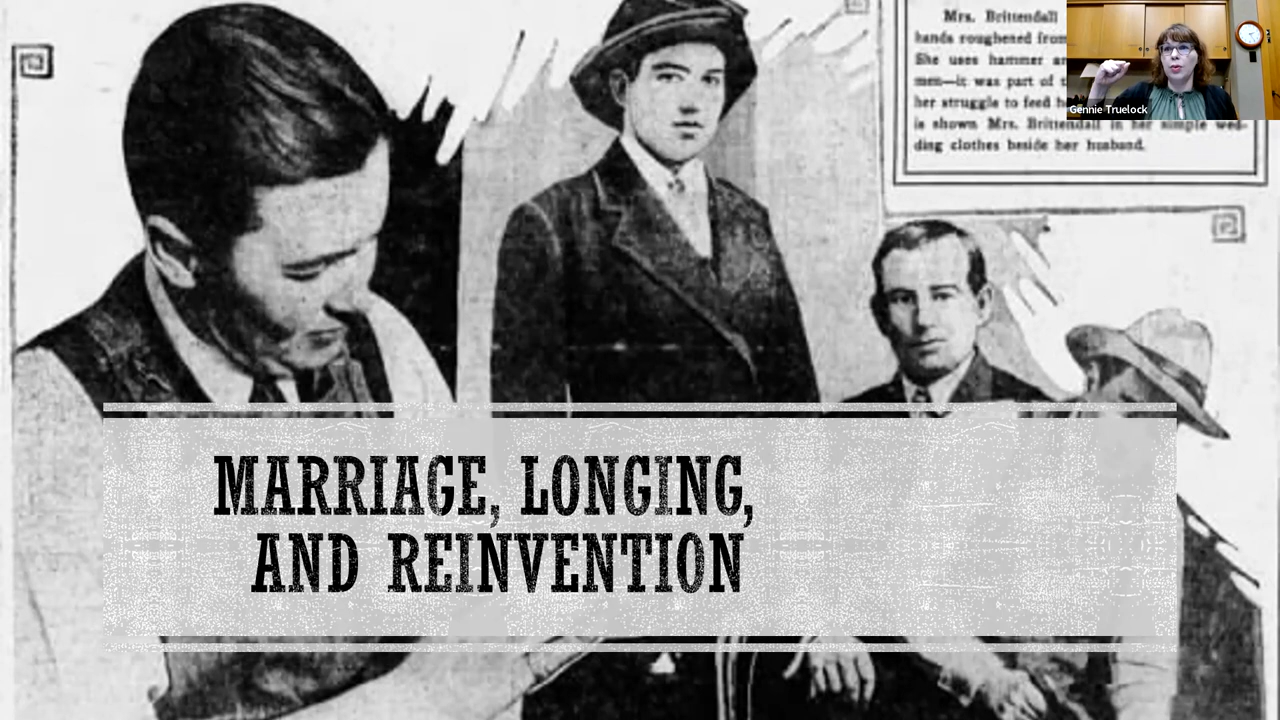 Mrs. Brittendall
hands roughened from
She uses hammer
men—it was part of
her struggle to feed
is shown Mrs. Brittendall in her simple wed-
ding clothes beside her husband.
Gennie Truelock
MARRIAGE, LONGING,
AND REINVENTION